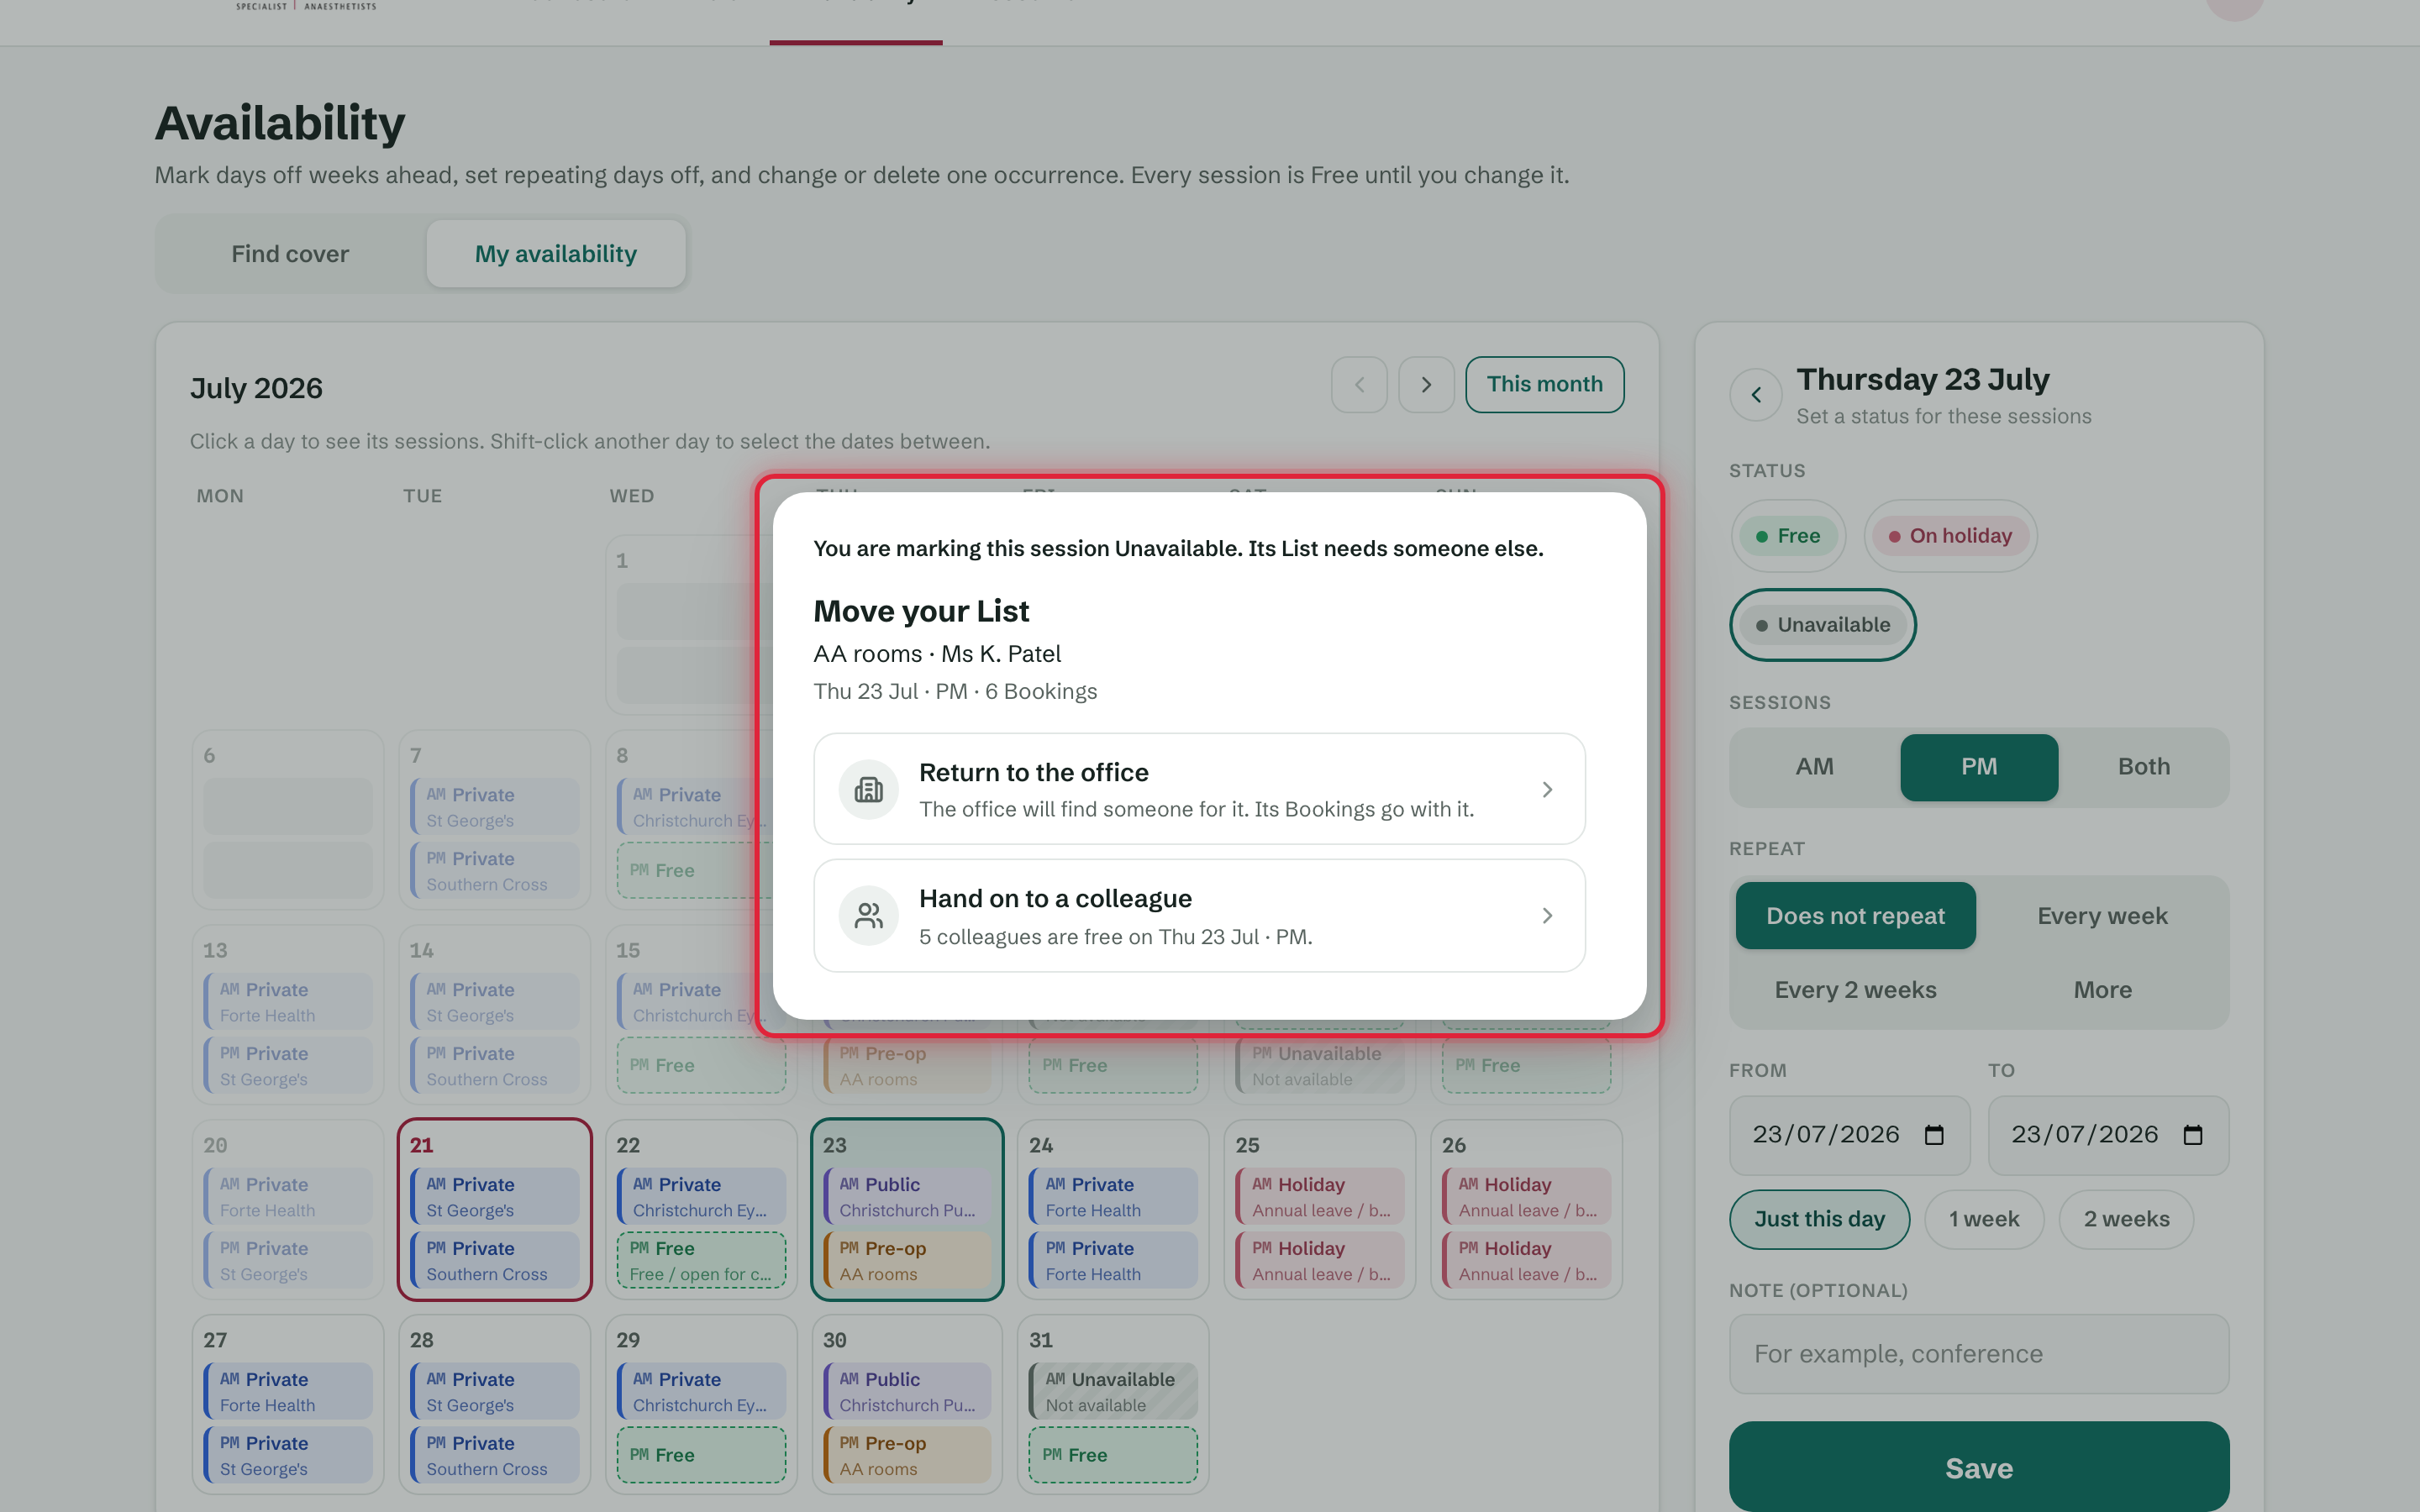 SPECIALIST | ANAESTHETISTS
Availability
Mark days off weeks ahead, set repeating days off, and change or delete one occurrence. Every session is Free until you change it.
Find cover
My availability
July 2026
This month
Click a day to see its sessions. Shift-click another day to select the dates between.
MON TUE WED
1
6
7
AM Private
St George's
PM Private
Southern Cross
8
AM Private
Christchurch Ey...
PM Free
13
AM Private
Forte Health
PM Private
St George's
14
AM Private
St George's
PM Private
Southern Cross
15
AM Private
Christchurch Ey...
PM Free
PM Pre-op
AA rooms
PM Free
PM Unavailable
Not available
PM Free
20
AM Private
Forte Health
PM Private
St George's
21
AM Private
St George's
PM Private
Southern Cross
22
AM Private
Christchurch Ey...
PM Free
Free / open for c...
23
AM Public
Christchurch Pu...
PM Pre-op
AA rooms
24
AM Private
Forte Health
PM Private
Forte Health
25
AM Holiday
Annual leave / b...
PM Holiday
Annual leave / b...
26
AM Holiday
Annual leave / b...
PM Holiday
Annual leave / b...
27
AM Private
Forte Health
PM Private
St George's
28
AM Private
St George's
PM Private
Southern Cross
29
AM Private
Christchurch Ey...
PM Free
30
AM Public
Christchurch Pu...
PM Pre-op
AA rooms
31
AM Unavailable
Not available
PM Free
You are marking this session Unavailable. Its List needs someone else.
Move your List
AA rooms · Ms K. Patel
Thu 23 Jul · PM · 6 Bookings
Return to the office
The office will find someone for it. Its Bookings go with it.
Hand on to a colleague
5 colleagues are free on Thu 23 Jul · PM.
Thursday 23 July
Set a status for these sessions
STATUS
Free
On holiday
Unavailable
SESSIONS
AM PM Both
REPEAT
Does not repeat
Every week
Every 2 weeks
More
FROM TO
23/07/2026 23/07/2026
Just this day
1 week
2 weeks
NOTE (OPTIONAL)
For example, conference
Save